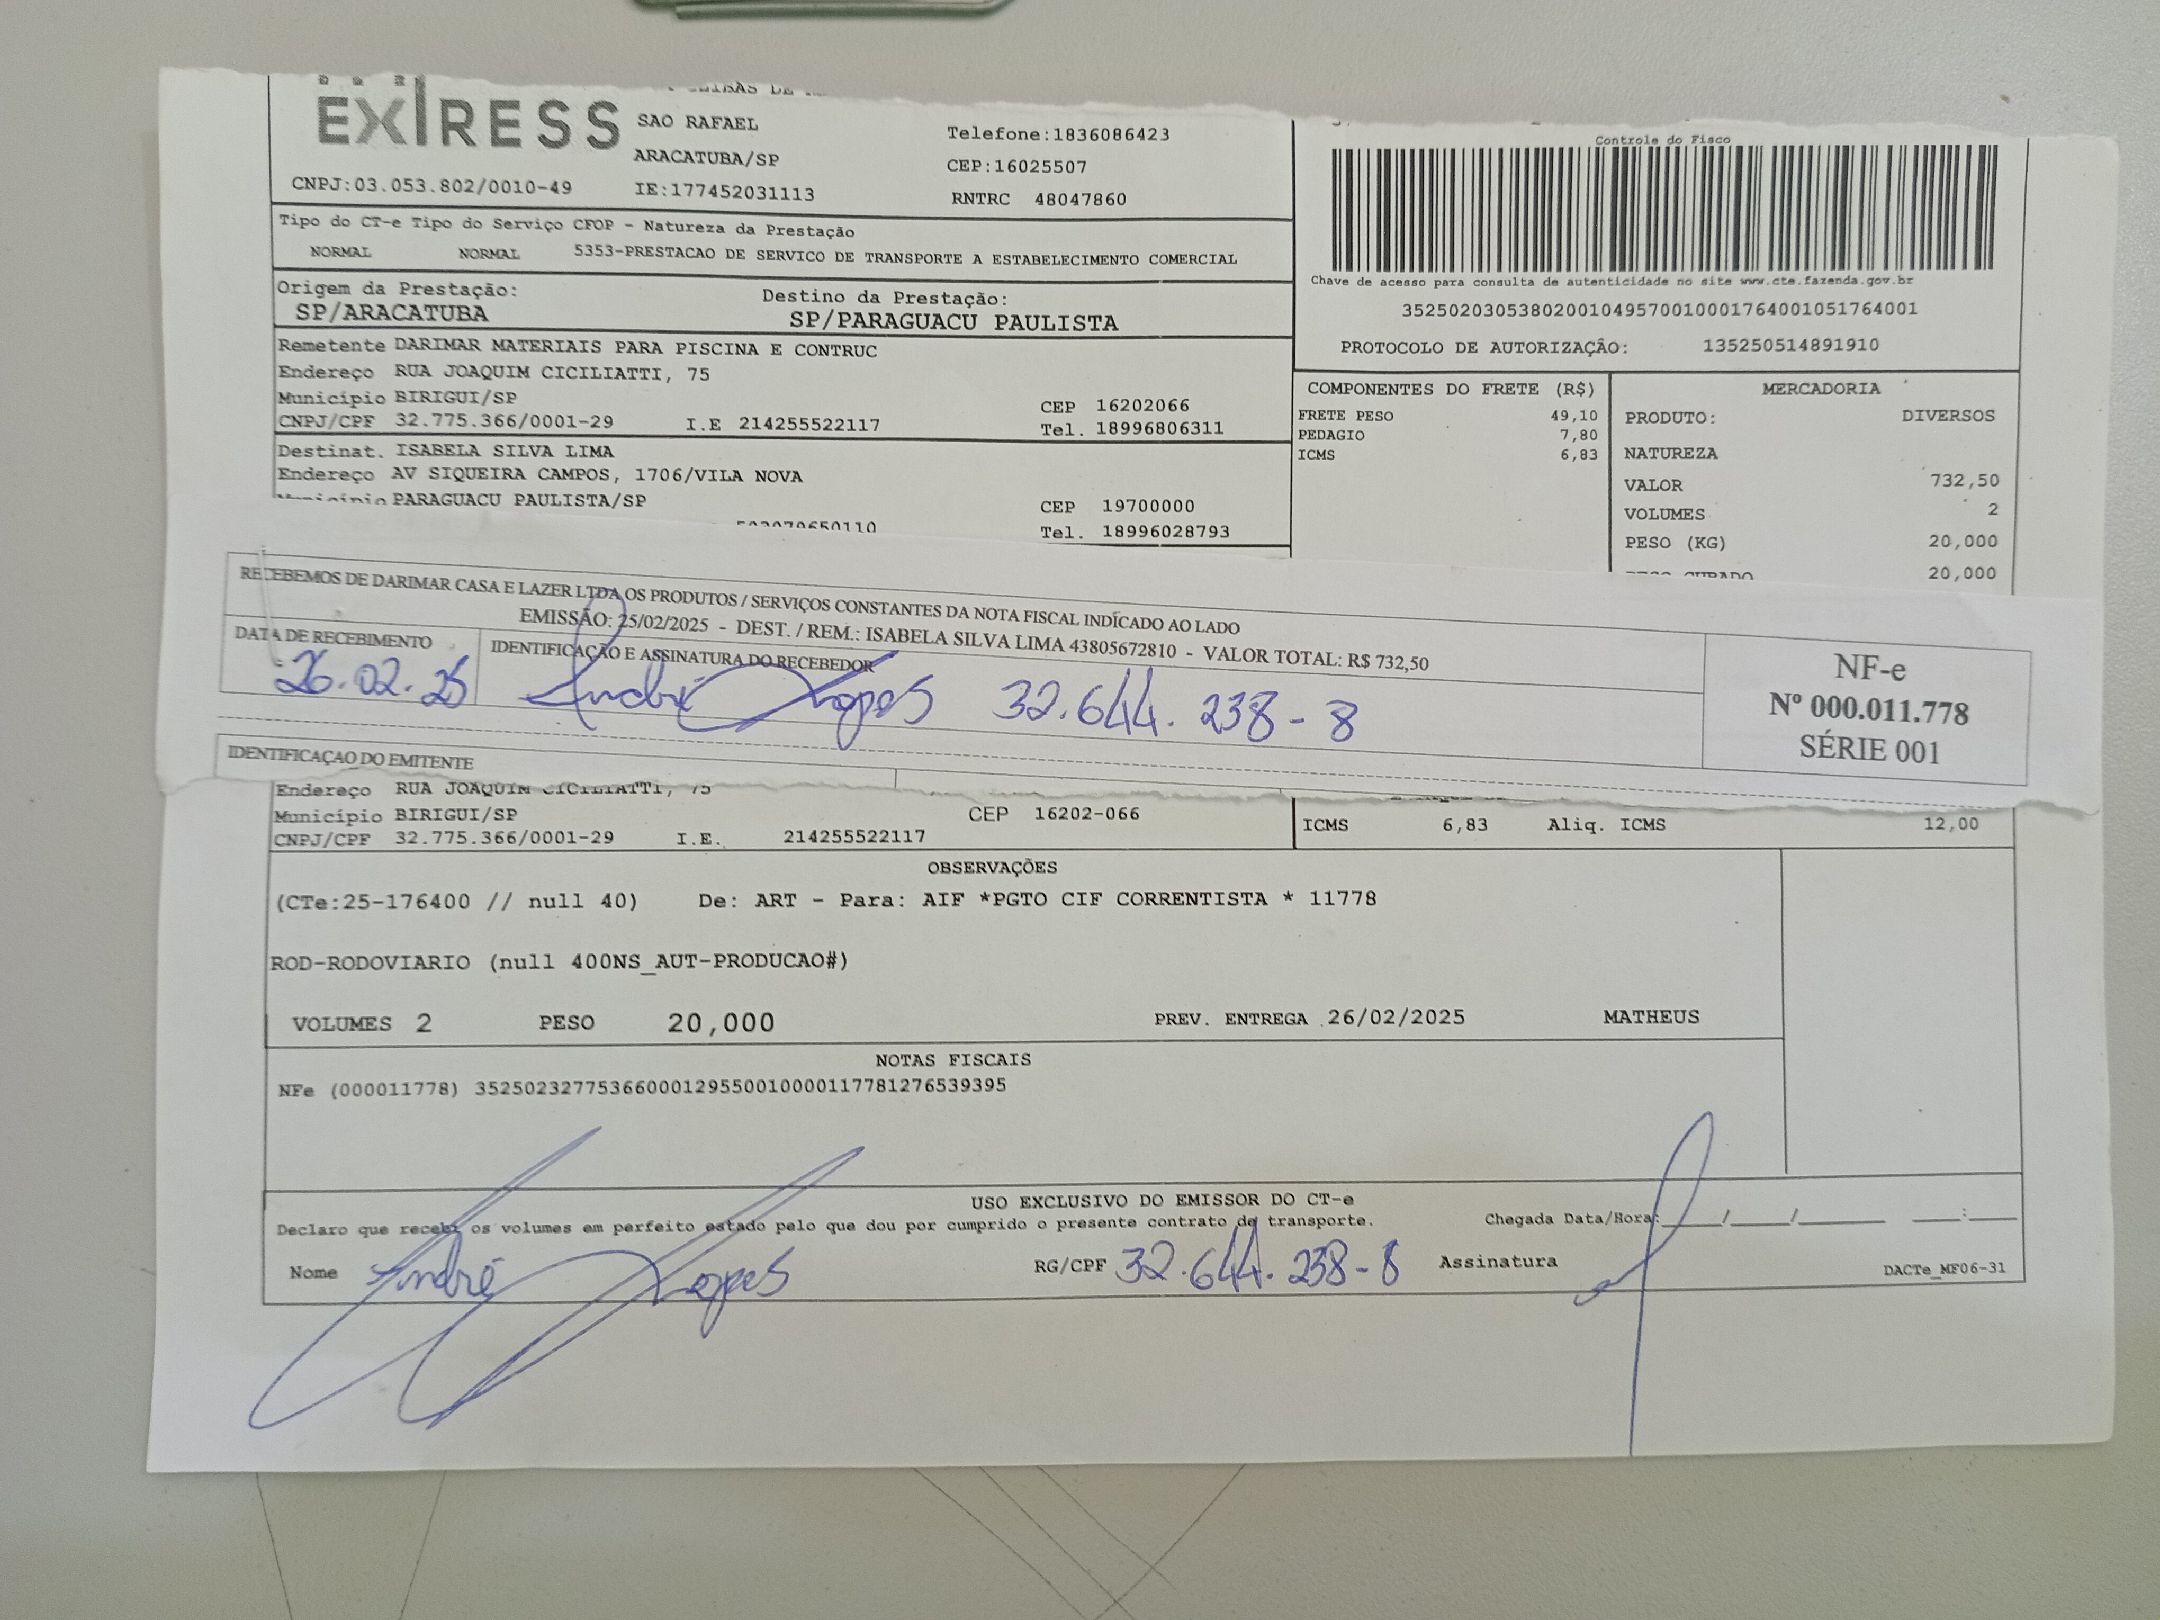 EXPRESS
SAO RAFAEL
ARACATUBA/SP
Telefone:1836086423
CEP:16025507
CNPJ:03.053.802/0010-49 IE:177452031113 RNTRC 48047860
Controle do Fisco
Tipo do CT-e Tipo do Serviço CFOP - Natureza da Prestação
NORMAL NORMAL 5353-PRESTACAO DE SERVICO DE TRANSPORTE A ESTABELECIMENTO COMERCIAL
Chave de acesso para consulta de autenticidade no site www.cte.fazenda.gov.br
35250203053802001049570010001764001051764001
PROTOCOLO DE AUTORIZAÇÃO: 135250514891910
Origem da Prestação: Destino da Prestação:
SP/ARACATUBA SP/PARAGUACU PAULISTA
Remetente DARIMAR MATERIAIS PARA PISCINA E CONTRUC
Endereço RUA JOAQUIM CICILIATTI, 75
Município BIRIGUI/SP CEP 16202066
CNPJ/CPF 32.775.366/0001-29 I.E 214255522117 Tel. 18996806311
Destinat. ISABELA SILVA LIMA
Endereço AV SIQUEIRA CAMPOS, 1706/VILA NOVA
Município PARAGUACU PAULISTA/SP CEP 19700000
Tel. 18996028793
COMPONENTES DO FRETE (R$)
FRETE PESO 49,10
PEDAGIO 7,80
ICMS 6,83
MERCADORIA
PRODUTO: DIVERSOS
NATUREZA
VALOR 732,50
VOLUMES 2
PESO (KG) 20,000
PESO CUBADO 20,000
RECEBEMOS DE DARIMAR CASA E LAZER LTDA OS PRODUTOS / SERVIÇOS CONSTANTES DA NOTA FISCAL INDICADO AO LADO
EMISSÃO: 25/02/2025 - DEST. / REM.: ISABELA SILVA LIMA 43805672810 - VALOR TOTAL: R$ 732,50
DATA DE RECEBIMENTO IDENTIFICAÇÃO E ASSINATURA DO RECEBEDOR
26.02.25 André Lopes 32.644.238-8
NF-e
Nº 000.011.778
SÉRIE 001
IDENTIFICAÇÃO DO EMITENTE
Endereço RUA JOAQUIM CICILIATTI, 75
Município BIRIGUI/SP CEP 16202-066
CNPJ/CPF 32.775.366/0001-29 I.E. 214255522117
ICMS 6,83 Aliq. ICMS 12,00
OBSERVAÇÕES
(CTe:25-176400 // null 40) De: ART - Para: AIF *PGTO CIF CORRENTISTA * 11778
ROD-RODOVIARIO (null 400NS_AUT-PRODUCAO#)
VOLUMES 2 PESO 20,000 PREV. ENTREGA 26/02/2025 MATHEUS
NOTAS FISCAIS
NFe (000011778) 35250232775366000129550010000117781276539395
USO EXCLUSIVO DO EMISSOR DO CT-e
Declaro que recebi os volumes em perfeito estado pelo que dou por cumprido o presente contrato de transporte. Chegada Data/Hora:____/____/______ ___:___
Nome André Lopes RG/CPF 32.644.238-8 Assinatura
DACTe_MF06-31